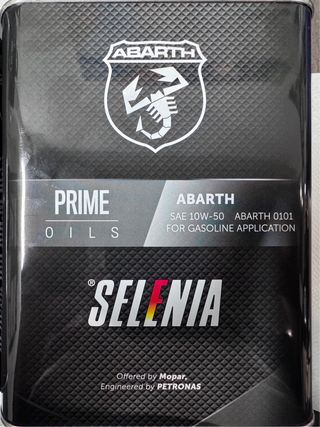 ABARTH
PRIME
OILS
ABARTH
SAE 10W-50 ABARTH 0101
FOR GASOLINE APPLICATION
®SELENIA
Offered by Mopar,
Engineered by PETRONAS